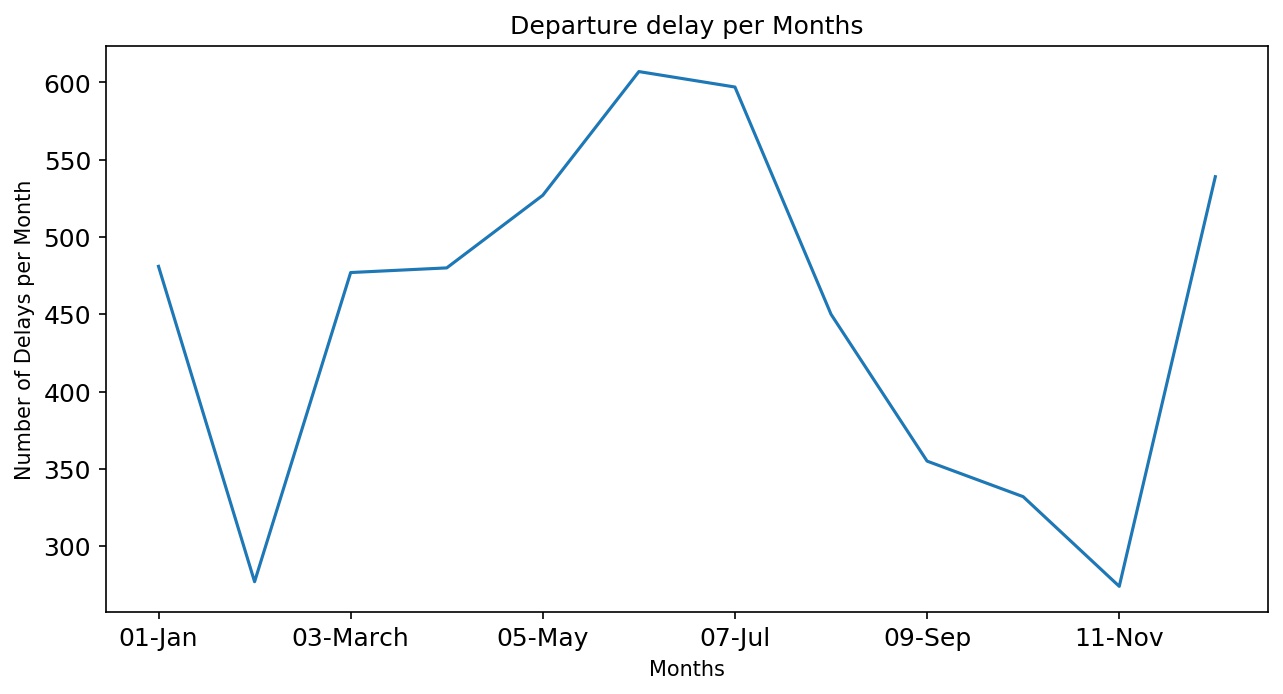 Departure delay per Months
Number of Delays per Month
600
550
500
450
400
350
300
01-Jan 03-March 05-May 07-Jul 09-Sep 11-Nov
Months